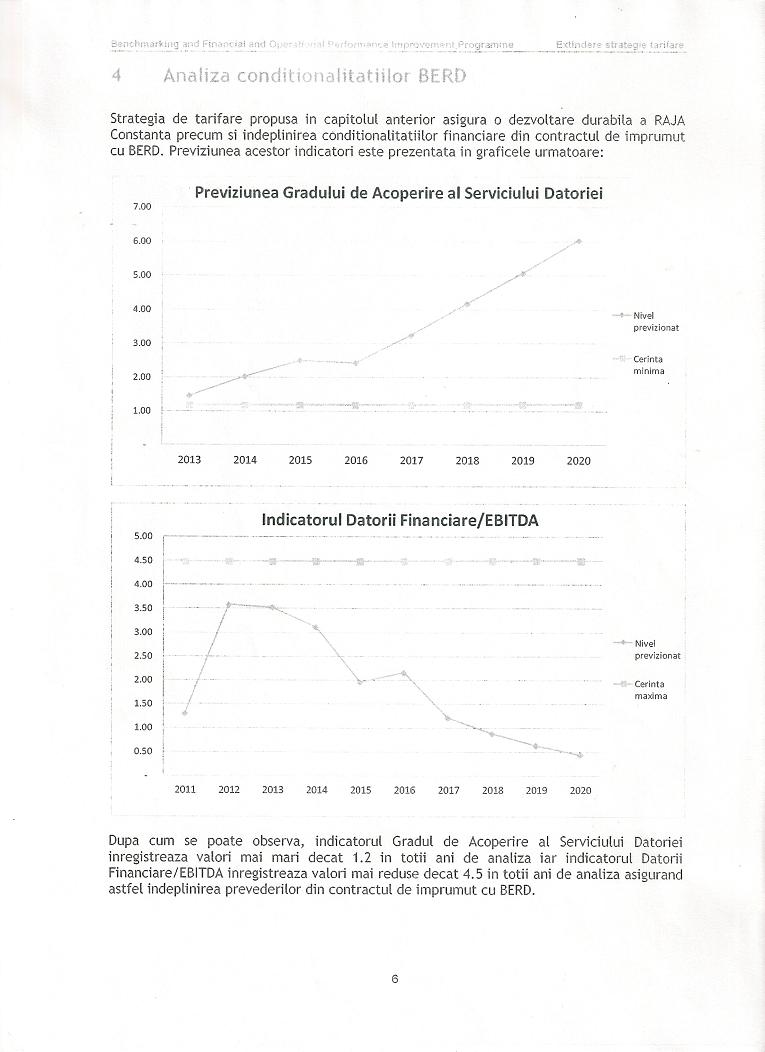 Benchmarking and Financial and Operational Performance Improvement Programme Extindere strategie tarifare
4 Analiza conditionalitatiilor BERD
Strategia de tarifare propusa in capitolul anterior asigura o dezvoltare durabila a RAJA
Constanta precum si indeplinirea conditionalitatiilor financiare din contractul de imprumut
cu BERD. Previziunea acestor indicatori este prezentata in graficele urmatoare:
Previziunea Gradului de Acoperire al Serviciului Datoriei
7.00
6.00
5.00
4.00
3.00
2.00
1.00
-
2013 2014 2015 2016 2017 2018 2019 2020
Nivel
previzionat
Cerinta
minima
Indicatorul Datorii Financiare/EBITDA
5.00
4.50
4.00
3.50
3.00
2.50
2.00
1.50
1.00
0.50
-
2011 2012 2013 2014 2015 2016 2017 2018 2019 2020
Nivel
previzionat
Cerinta
maxima
Dupa cum se poate observa, indicatorul Gradul de Acoperire al Serviciului Datoriei
inregistreaza valori mai mari decat 1.2 in totii ani de analiza iar indicatorul Datorii
Financiare/EBITDA inregistreaza valori mai reduse decat 4.5 in totii ani de analiza asigurand
astfel indeplinirea prevederilor din contractul de imprumut cu BERD.
6